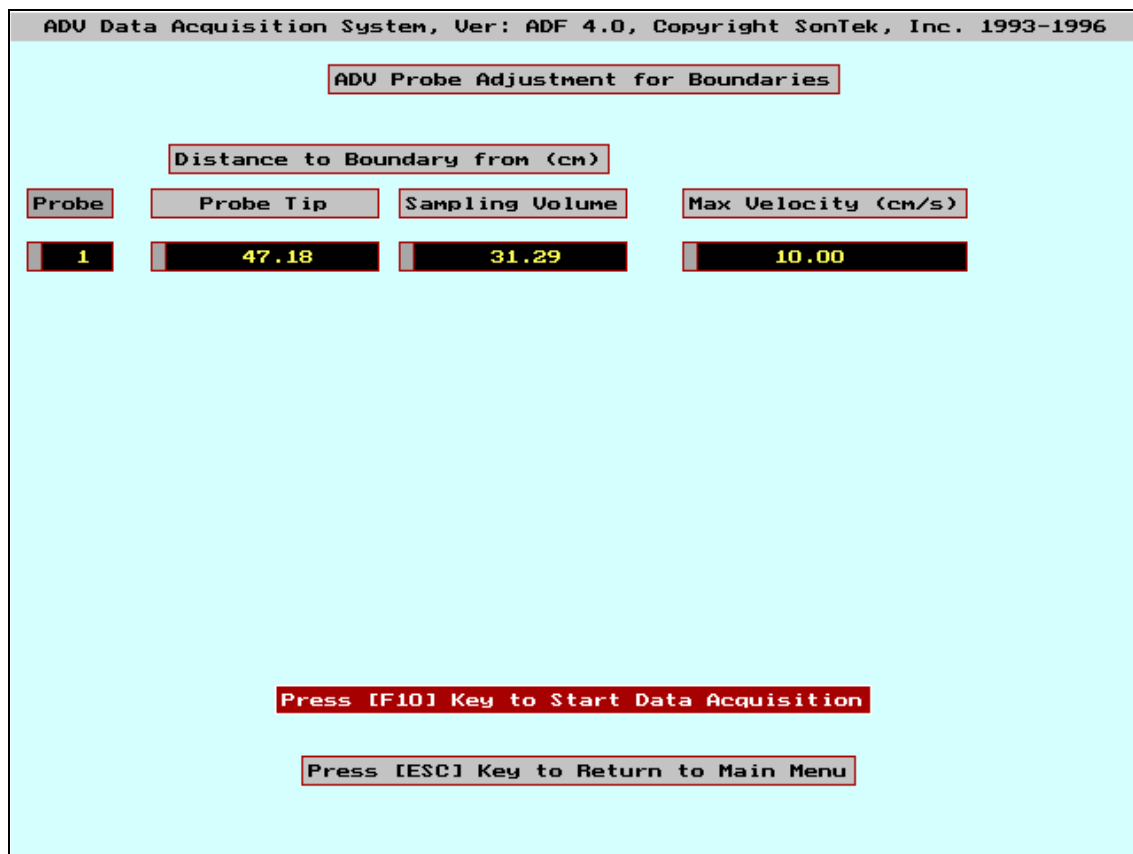 ADV Data Acquisition System, Ver: ADF 4.0, Copyright SonTek, Inc. 1993-1996
ADV Probe Adjustment for Boundaries
Distance to Boundary from (cm)
Probe Probe Tip Sampling Volume Max Velocity (cm/s)
1 47.18 31.29 10.00
Press [F10] Key to Start Data Acquisition
Press [ESC] Key to Return to Main Menu